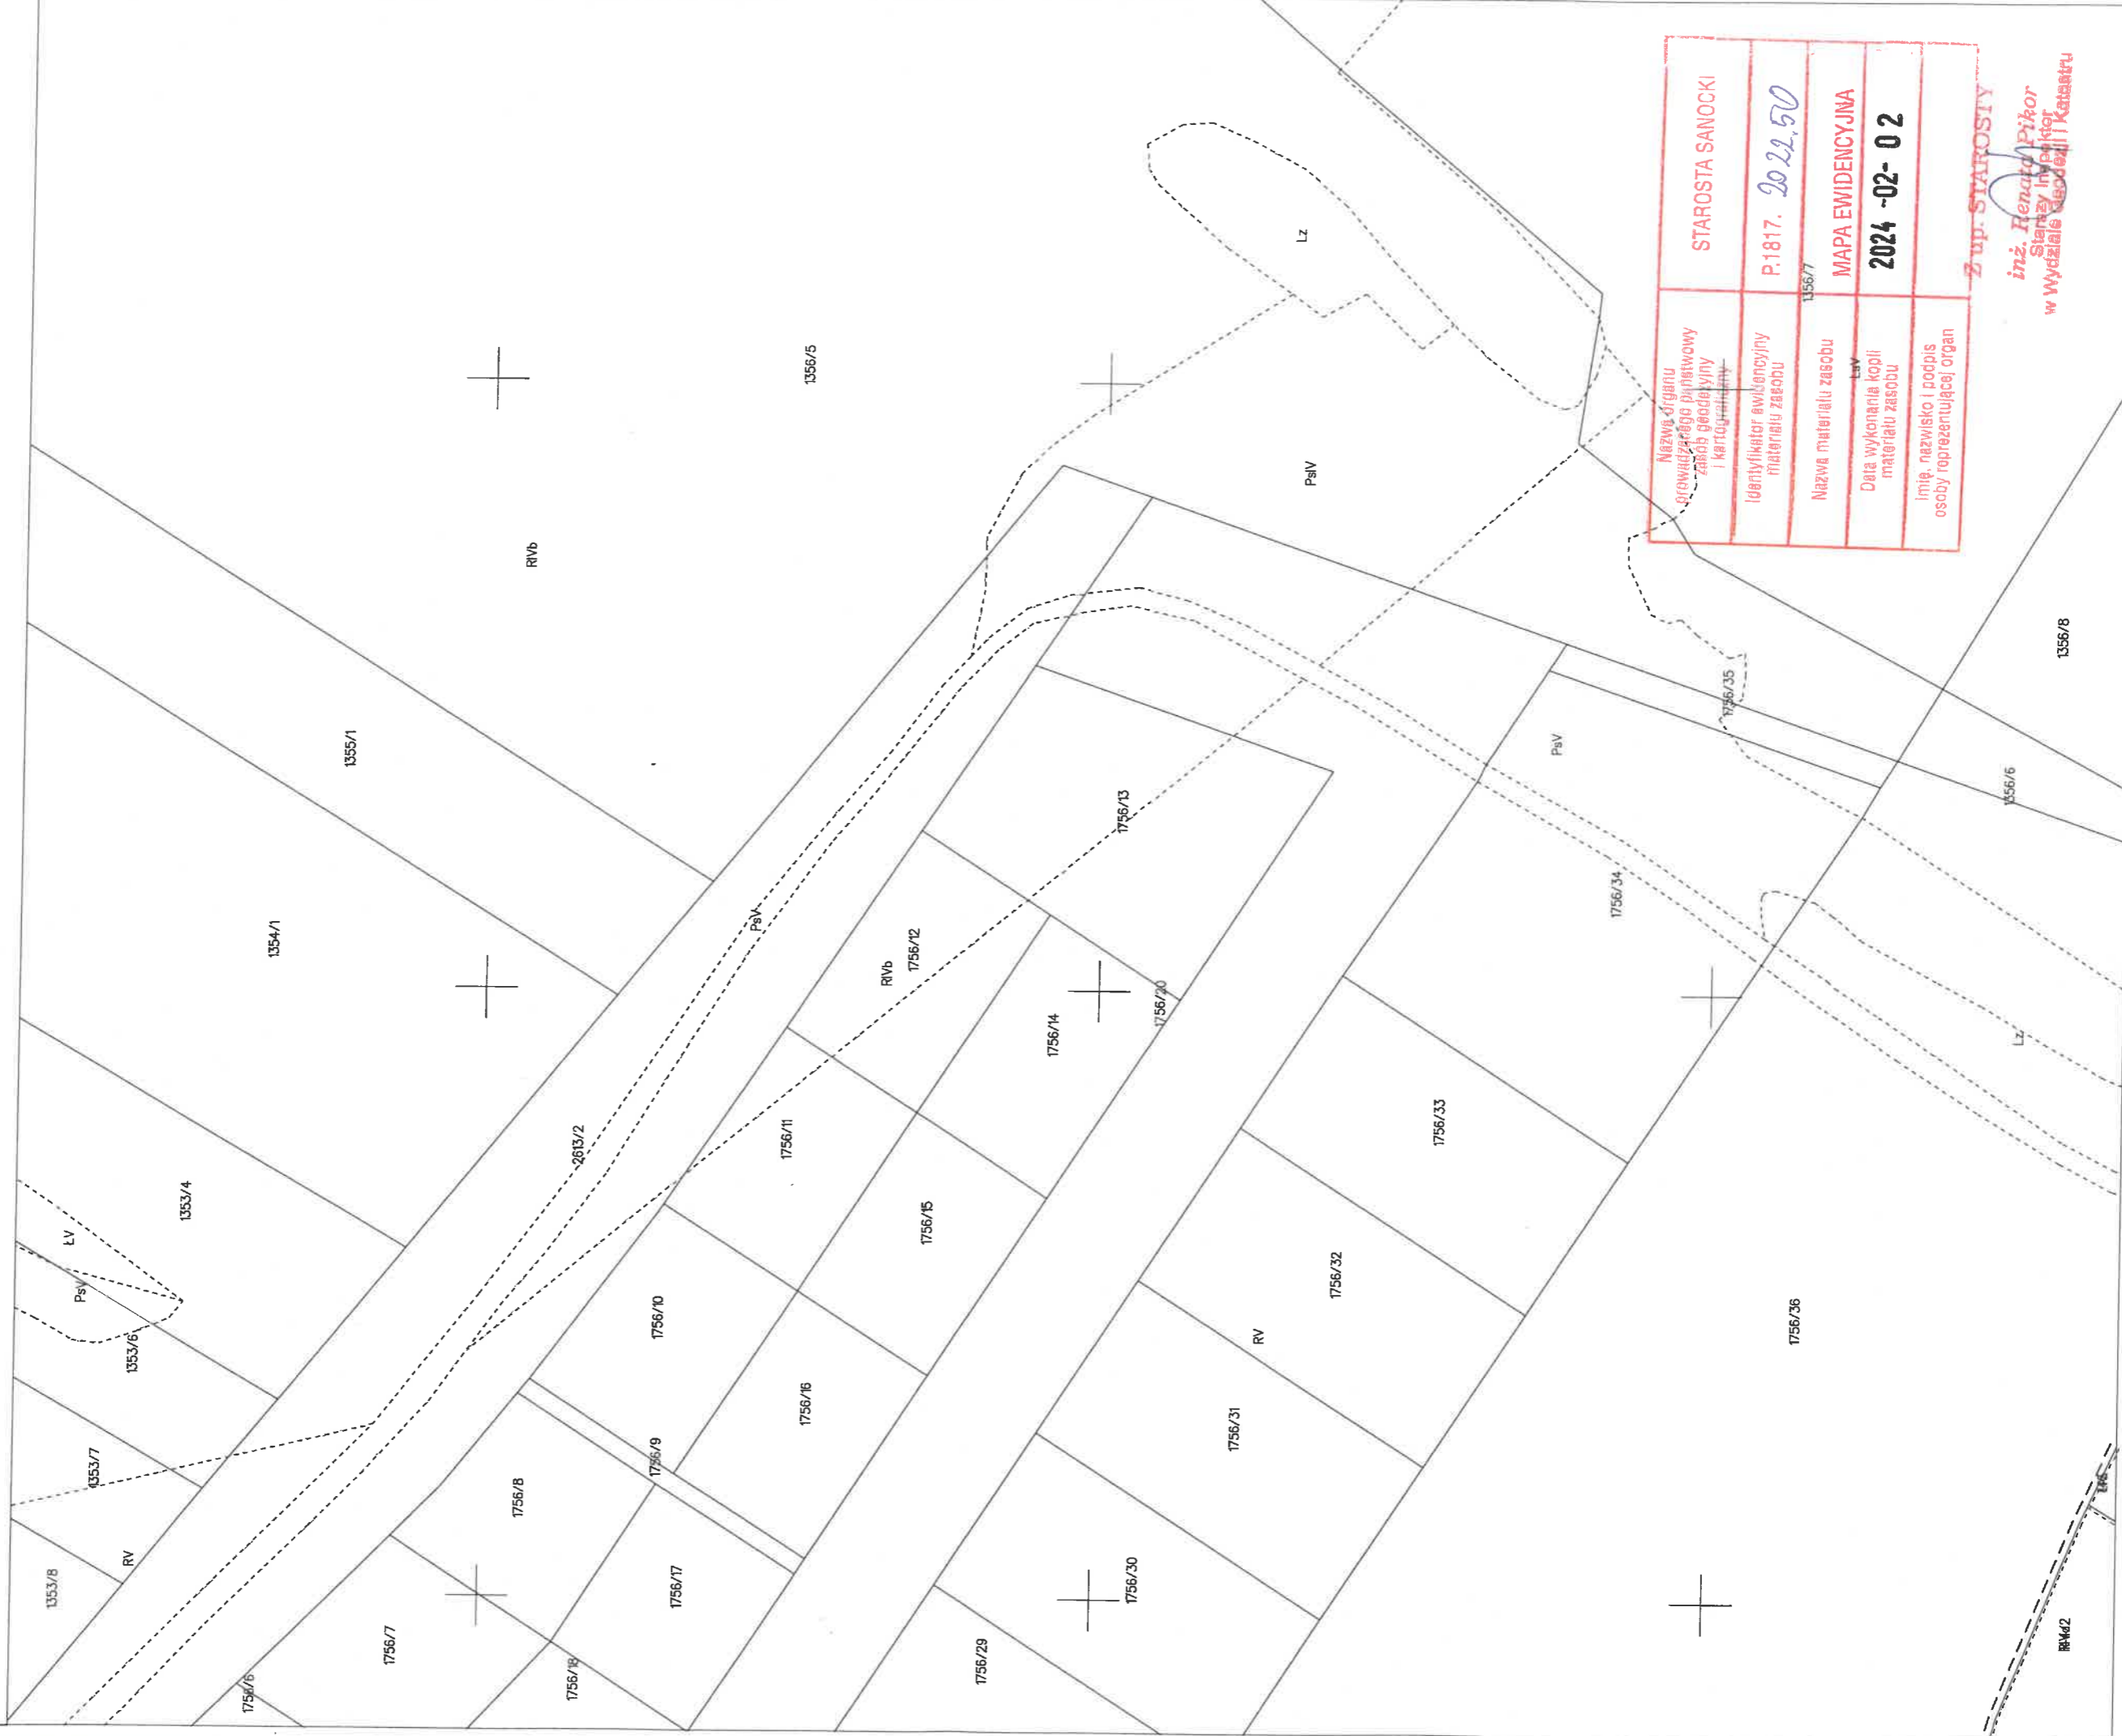 Nazwa organu
prowadzącego państwowy
zasób geodezyjny
i kartograficzny
STAROSTA SANOCKI
Identyfikator ewidencyjny
materiału zasobu
P.1817. 2022.50
Nazwa materiału zasobu
MAPA EWIDENCYJNA
Data wykonania kopii
materiału zasobu
2024 -02- 02
Imię, nazwisko i podpis
osoby reprezentującej organ
Z up. STAROSTY
inż. Renata Pikor
Starszy Inspektor
w Wydziale Geodezji i Katastru
1353/8
RV
1353/7
1353/6
PsV
ŁV
1353/4
1354/1
1355/1
RIVb
1356/5
Lz
PsIV
1356/7
LsV
1356/8
1356/6
1756/35
PsV
1756/34
Lz
2613/2
PsV
RIVb
1756/12
1756/13
1756/14
1756/20
1756/11
1756/15
1756/10
1756/16
1756/9
1756/8
1756/17
1756/7
1756/18
1756/6
1756/33
1756/32
RV
1756/31
1756/30
1756/29
1756/36